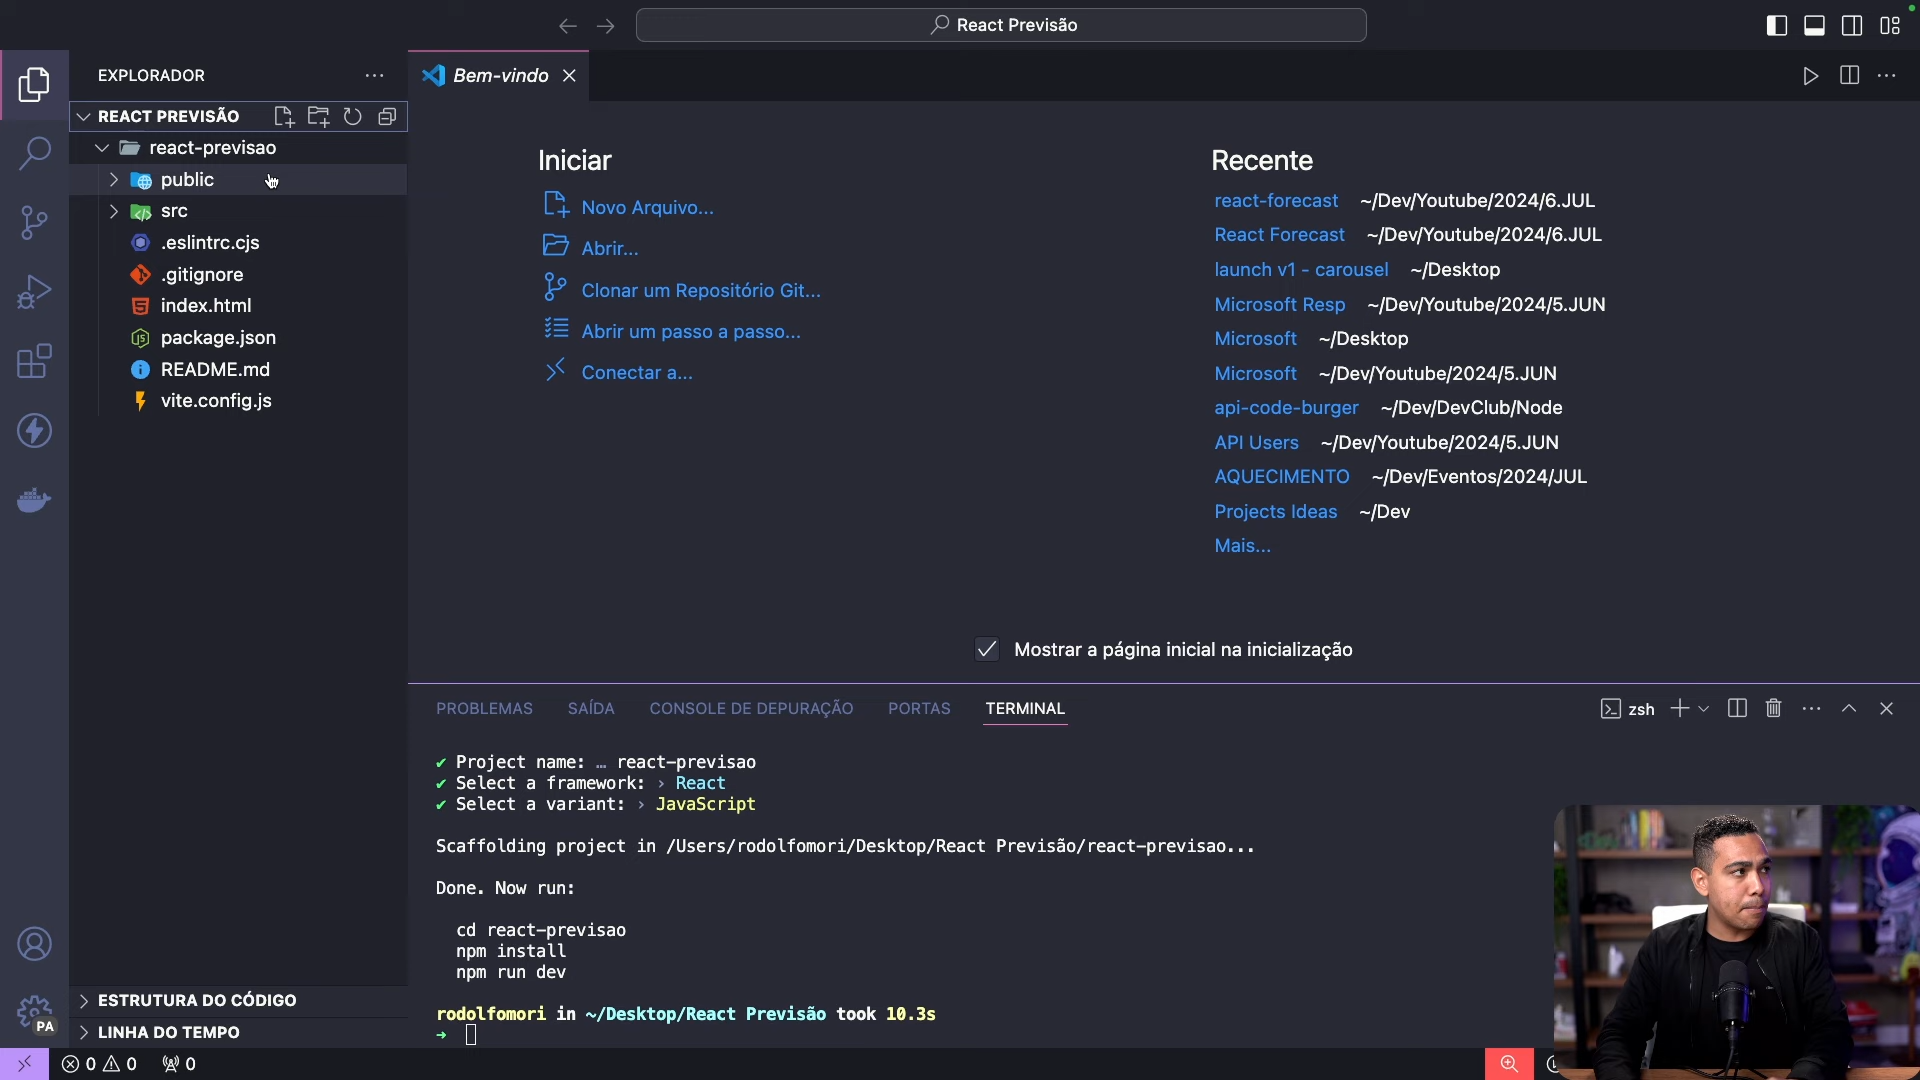 React Previsão
EXPLORADOR
REACT PREVISÃO
react-previsao
public
src
.eslintrc.cjs
.gitignore
index.html
package.json
README.md
vite.config.js
ESTRUTURA DO CÓDIGO
LINHA DO TEMPO
PA
0 0 0
Bem-vindo
Iniciar
Novo Arquivo...
Abrir...
Clonar um Repositório Git...
Abrir um passo a passo...
Conectar a...
Recente
react-forecast ~/Dev/Youtube/2024/6.JUL
React Forecast ~/Dev/Youtube/2024/6.JUL
launch v1 - carousel ~/Desktop
Microsoft Resp ~/Dev/Youtube/2024/5.JUN
Microsoft ~/Desktop
Microsoft ~/Dev/Youtube/2024/5.JUN
api-code-burger ~/Dev/DevClub/Node
API Users ~/Dev/Youtube/2024/5.JUN
AQUECIMENTO ~/Dev/Eventos/2024/JUL
Projects Ideas ~/Dev
Mais...
Mostrar a página inicial na inicialização
PROBLEMAS SAÍDA CONSOLE DE DEPURAÇÃO PORTAS TERMINAL
zsh
✔ Project name: … react-previsao
✔ Select a framework: › React
✔ Select a variant: › JavaScript
Scaffolding project in /Users/rodolfomori/Desktop/React Previsão/react-previsao...
Done. Now run:
cd react-previsao
npm install
npm run dev
rodolfomori in ~/Desktop/React Previsão took 10.3s
➜